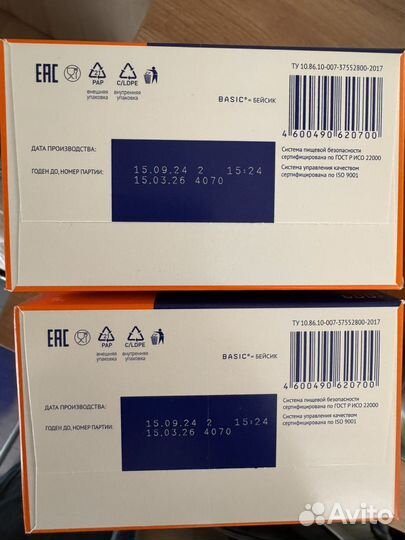 ТУ 10.86.10-007-37552800-2017
EAC
21
PAP
C/LDPE
внешняя
упаковка
внутренняя
упаковка
BASIC® = БЕЙСИК
4 600490 620700
ДАТА ПРОИЗВОДСТВА:
15.09.24 2 15:24
ГОДЕН ДО, НОМЕР ПАРТИИ:
15.03.26 4070
Система пищевой безопасности
сертифицирована по ГОСТ Р ИСО 22000
Система управления качеством
сертифицирована по ISO 9001
ТУ 10.86.10-007-37552800-2017
EAC
21
PAP
C/LDPE
внешняя
упаковка
внутренняя
упаковка
BASIC® = БЕЙСИК
4 600490 620700
ДАТА ПРОИЗВОДСТВА:
15.09.24 2 15:24
ГОДЕН ДО, НОМЕР ПАРТИИ:
15.03.26 4070
Система пищевой безопасности
сертифицирована по ГОСТ Р ИСО 22000
Система управления качеством
сертифицирована по ISO 9001
Avito